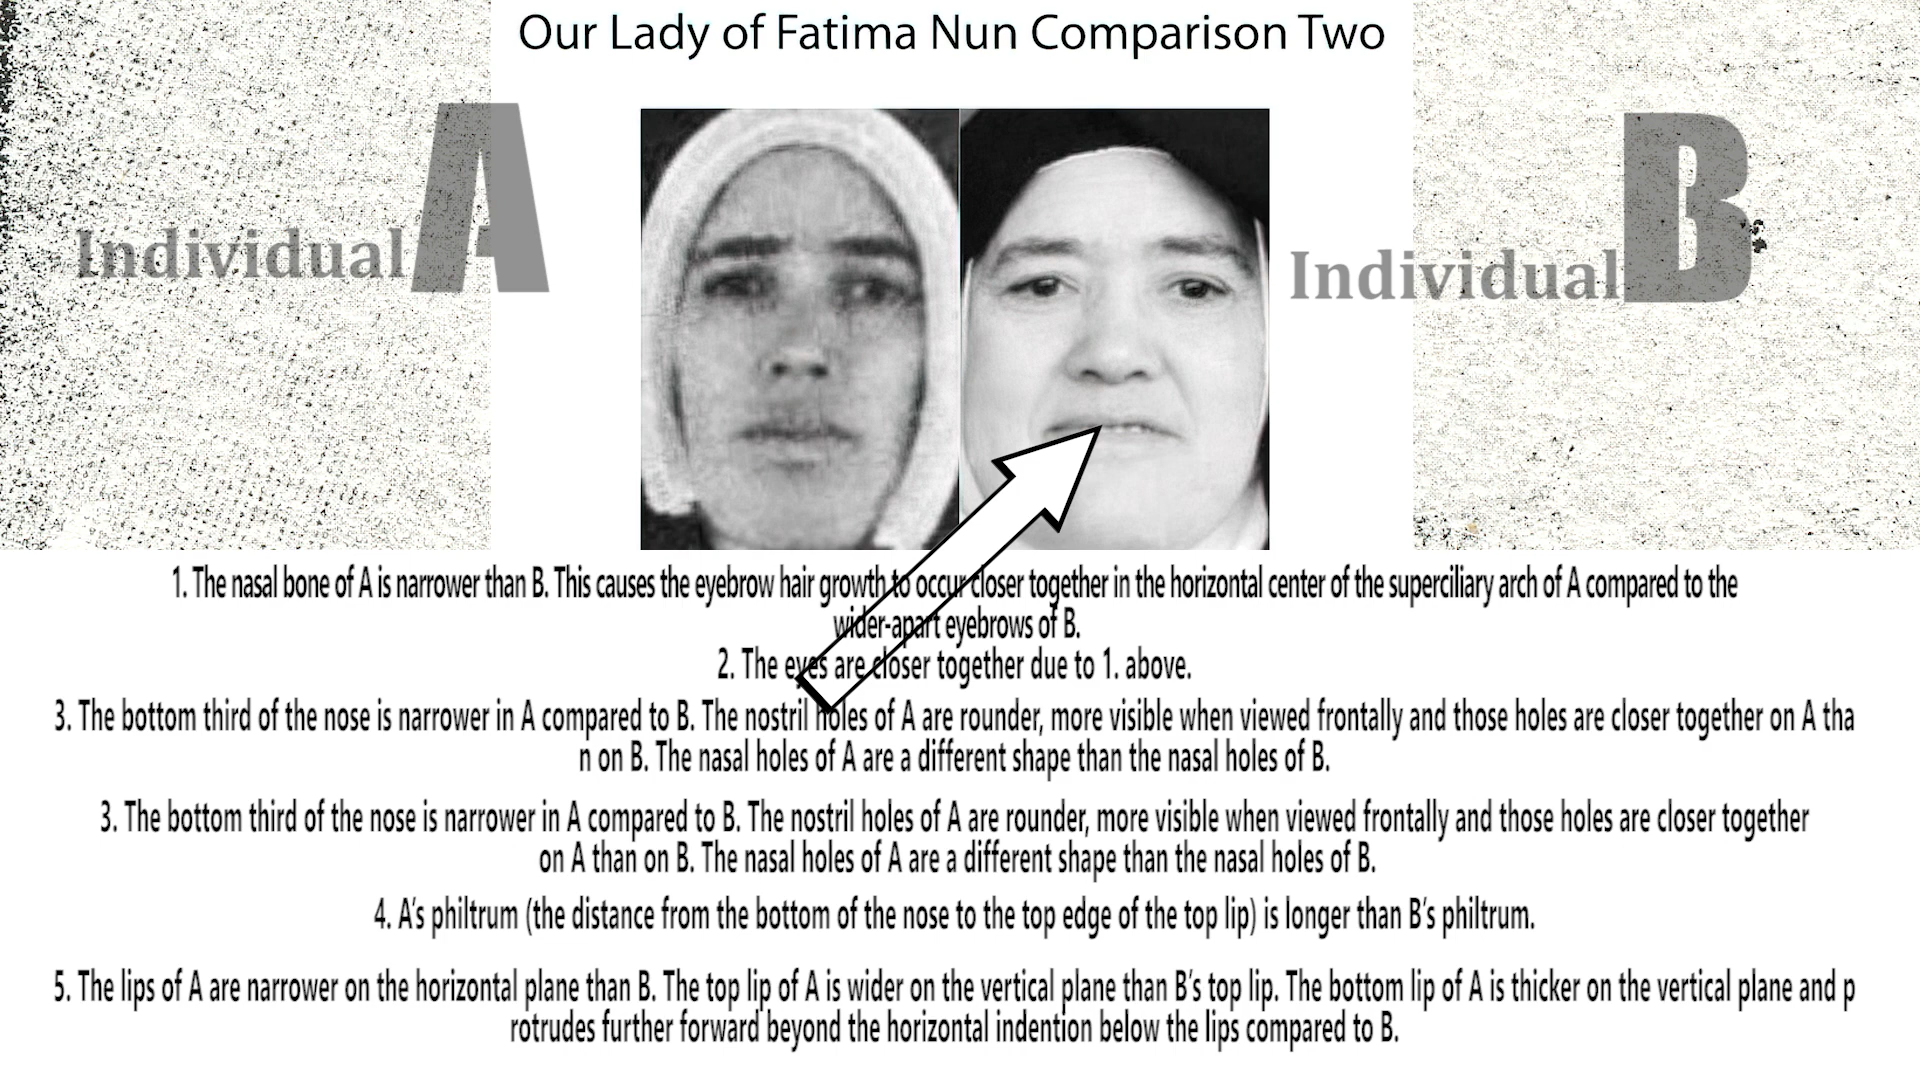 Our Lady of Fatima Nun Comparison Two
Individual A
Individual B
1. The nasal bone of A is narrower than B. This causes the eyebrow hair growth to occur closer together in the horizontal center of the superciliary arch of A compared to the
wider-apart eyebrows of B.
2. The eyes are closer together due to 1. above.
3. The bottom third of the nose is narrower in A compared to B. The nostril holes of A are rounder, more visible when viewed frontally and those holes are closer together on A tha
n on B. The nasal holes of A are a different shape than the nasal holes of B.
3. The bottom third of the nose is narrower in A compared to B. The nostril holes of A are rounder, more visible when viewed frontally and those holes are closer together
on A than on B. The nasal holes of A are a different shape than the nasal holes of B.
4. A's philtrum (the distance from the bottom of the nose to the top edge of the top lip) is longer than B's philtrum.
5. The lips of A are narrower on the horizontal plane than B. The top lip of A is wider on the vertical plane than B's top lip. The bottom lip of A is thicker on the vertical plane and p
rotrudes further forward beyond the horizontal indention below the lips compared to B.